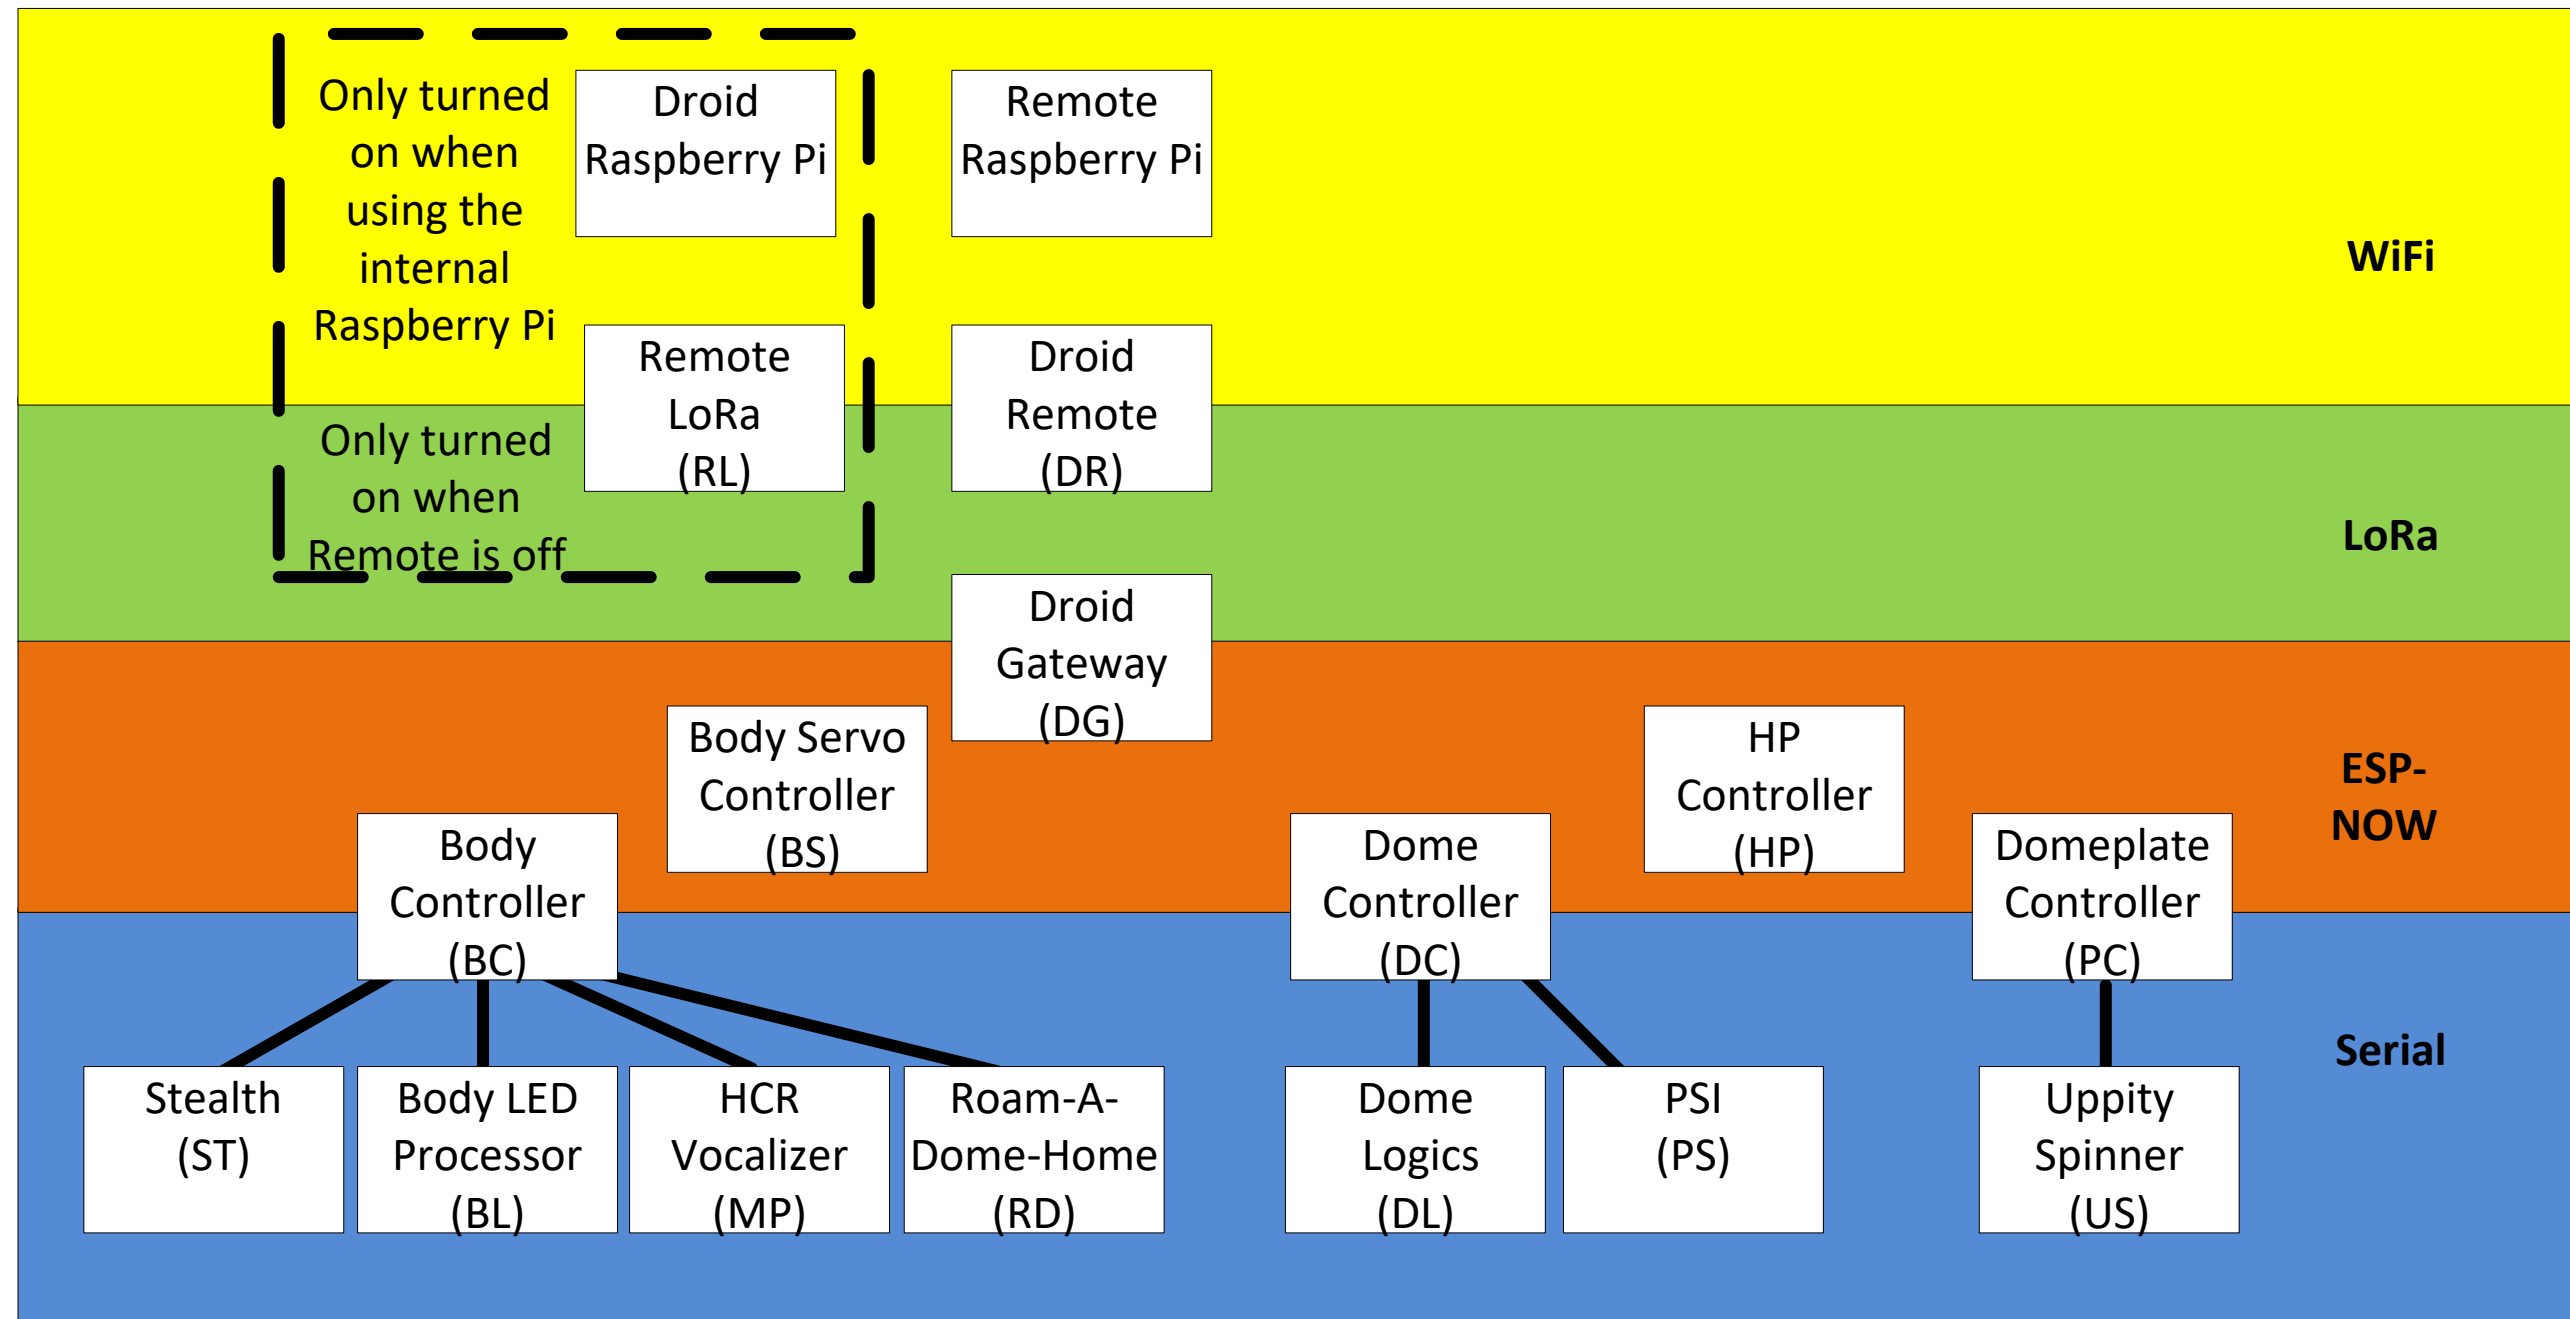 Only turned
on when
using the
internal
Raspberry Pi
Droid
Raspberry Pi
Remote
Raspberry Pi
WiFi
Remote
LoRa
(RL)
Droid
Remote
(DR)
Only turned
on when
Remote is off
LoRa
Droid
Gateway
(DG)
Body Servo
Controller
(BS)
HP
Controller
(HP)
ESP-
NOW
Body
Controller
(BC)
Dome
Controller
(DC)
Domeplate
Controller
(PC)
Serial
Stealth
(ST)
Body LED
Processor
(BL)
HCR
Vocalizer
(MP)
Roam-A-
Dome-Home
(RD)
Dome
Logics
(DL)
PSI
(PS)
Uppity
Spinner
(US)